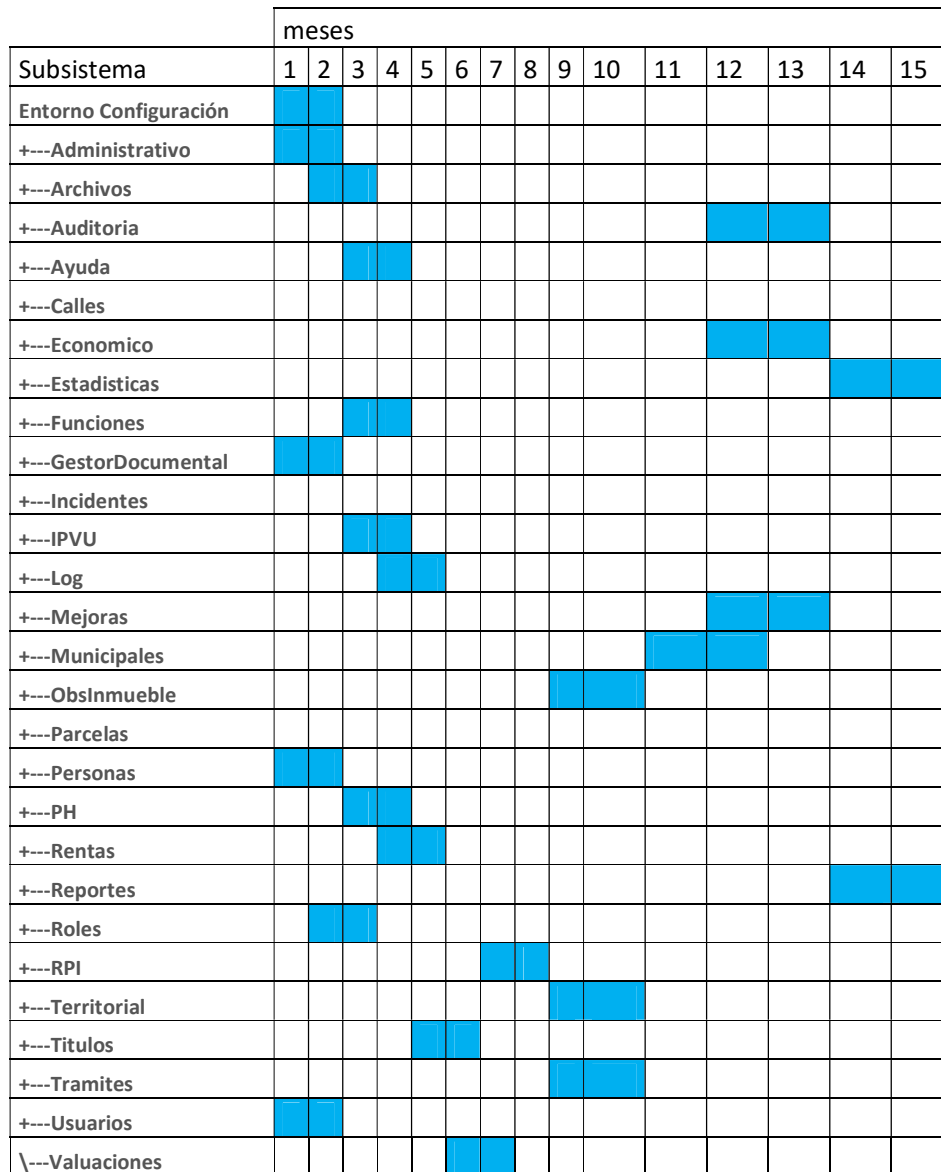 meses
Subsistema 1 2 3 4 5 6 7 8 9 10 11 12 13 14 15
Entorno Configuración
+---Administrativo
+---Archivos
+---Auditoria
+---Ayuda
+---Calles
+---Economico
+---Estadisticas
+---Funciones
+---GestorDocumental
+---Incidentes
+---IPVU
+---Log
+---Mejoras
+---Municipales
+---ObsInmueble
+---Parcelas
+---Personas
+---PH
+---Rentas
+---Reportes
+---Roles
+---RPI
+---Territorial
+---Titulos
+---Tramites
+---Usuarios
\---Valuaciones